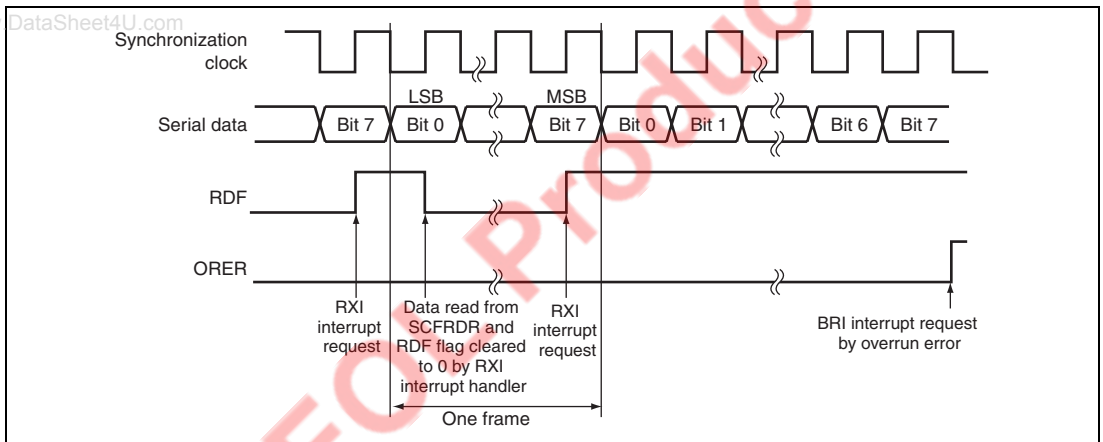 DataSheet4U.com
Synchronization
clock
LSB
MSB
Serial data
Bit 7
Bit 0
Bit 7
Bit 0
Bit 1
Bit 6
Bit 7
RDF
ORER
RXI
interrupt
request
Data read from
SCFRDR and
RDF flag cleared
to 0 by RXI
interrupt handler
RXI
interrupt
request
BRI interrupt request
by overrun error
One frame
EOL Produc